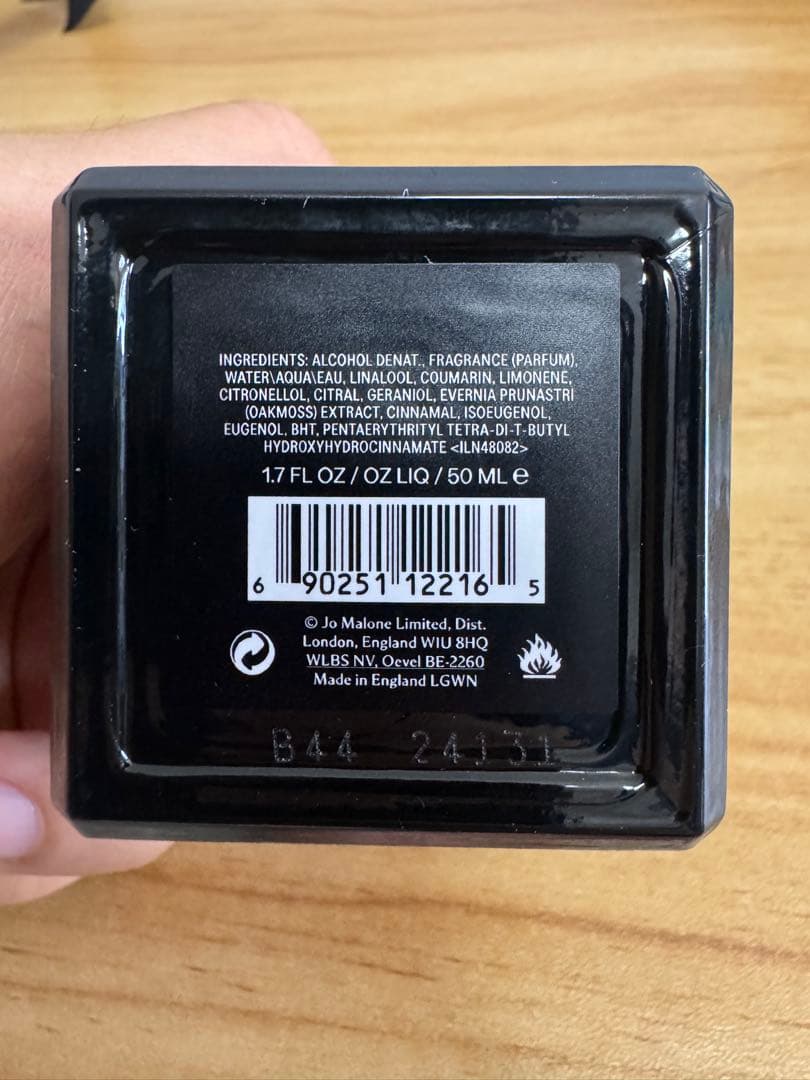 INGREDIENTS: ALCOHOL DENAT., FRAGRANCE (PARFUM),
WATER\AQUA\EAU, LINALOOL, COUMARIN, LIMONENE,
CITRONELLOL, CITRAL, GERANIOL, EVERNIA PRUNASTRI
(OAKMOSS) EXTRACT, CINNAMAL, ISOEUGENOL,
EUGENOL, BHT, PENTAERYTHRITYL TETRA-DI-T-BUTYL
HYDROXYHYDROCINNAMATE <ILN48082>
1.7 FL OZ / OZ LIQ / 50 ML ℮
6 90251 12216 5
© Jo Malone Limited, Dist.
London, England W1U 8HQ
WLBS NV, Oevel BE-2260
Made in England LGWN
B44 24131